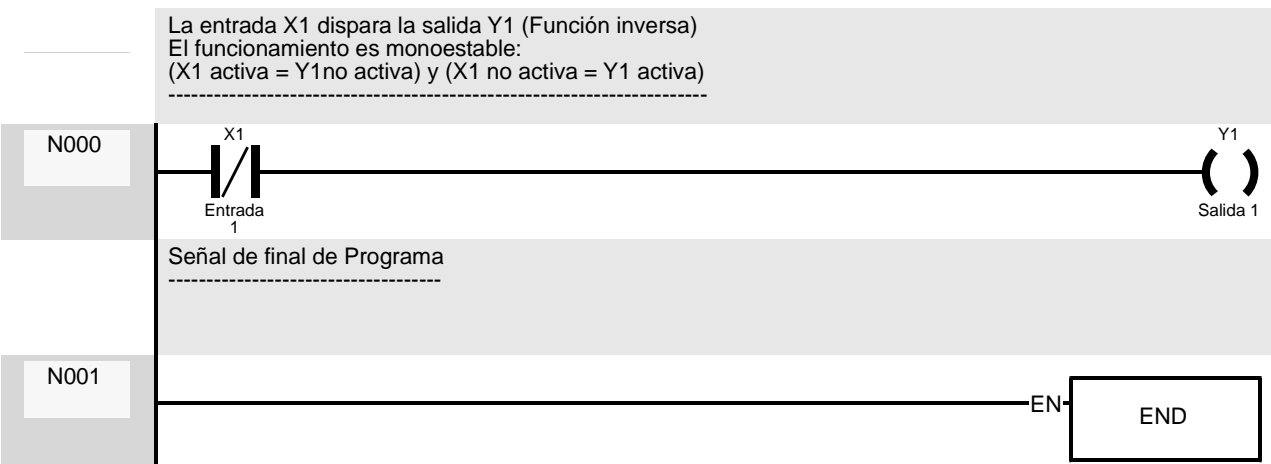 La entrada X1 dispara la salida Y1 (Función inversa)
El funcionamiento es monoestable:
(X1 activa = Y1no activa) y (X1 no activa = Y1 activa)
-----------------------------------------------------------------------
N000
X1
Y1
Entrada
1
Salida 1
Señal de final de Programa
------------------------------------
N001
EN
END